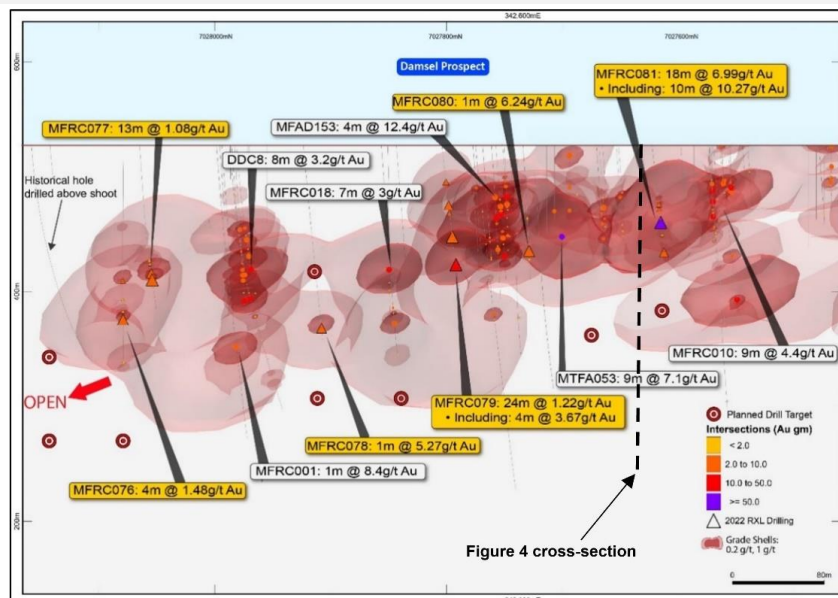 342.600mE
7028000mN
7027800mN
7027600mN
600m
Damsel Prospect
MFRC081: 18m @ 6.99g/t Au
• Including: 10m @ 10.27g/t Au
MFRC080: 1m @ 6.24g/t Au
MFRC077: 13m @ 1.08g/t Au
MFAD153: 4m @ 12.4g/t Au
DDC8: 8m @ 3.2g/t Au
Historical hole
drilled above shoot
MFRC018: 7m @ 3g/t Au
400m
MFRC010: 9m @ 4.4g/t Au
MTFA053: 9m @ 7.1g/t Au
OPEN
MFRC079: 24m @ 1.22g/t Au
• Including: 4m @ 3.67g/t Au
MFRC078: 1m @ 5.27g/t Au
MFRC001: 1m @ 8.4g/t Au
MFRC076: 4m @ 1.48g/t Au
Planned Drill Target
Intersections (Au gm)
< 2.0
2.0 to 10.0
10.0 to 50.0
>= 50.0
2022 RXL Drilling
Grade Shells:
0.2 g/t, 1 g/t
200m
Figure 4 cross-section
0 80m